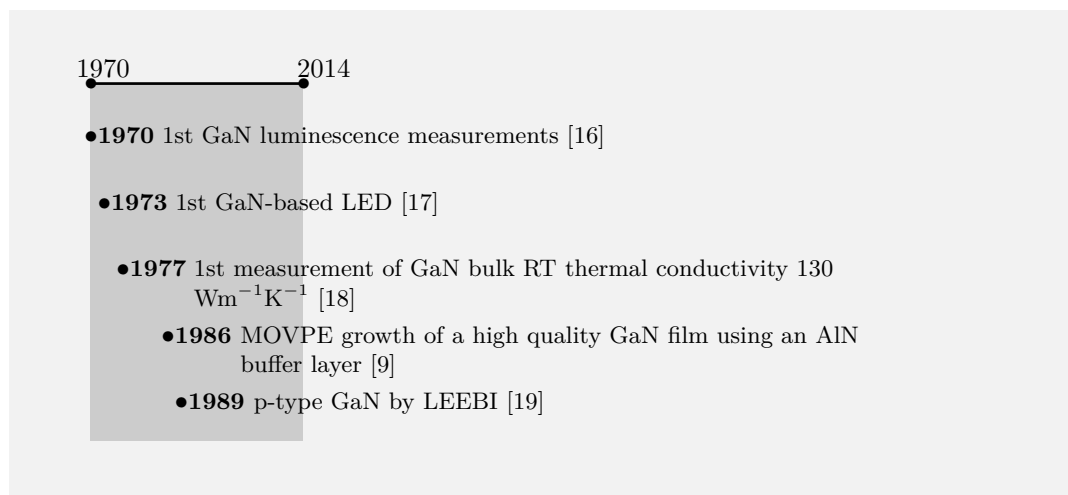 1970 2014
•1970 1st GaN luminescence measurements [16]
•1973 1st GaN-based LED [17]
•1977 1st measurement of GaN bulk RT thermal conductivity 130
Wm⁻¹K⁻¹ [18]
•1986 MOVPE growth of a high quality GaN film using an AlN
buffer layer [9]
•1989 p-type GaN by LEEBI [19]